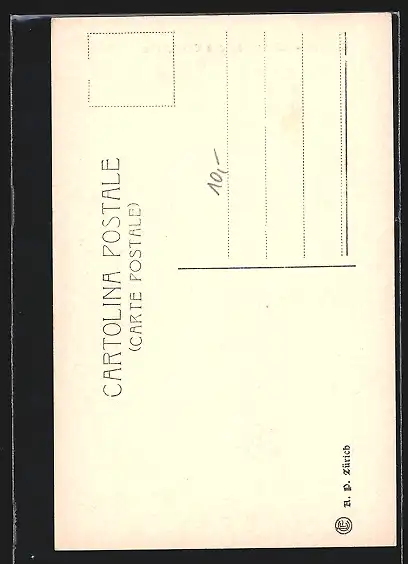 CARTOLINA POSTALE
(CARTE POSTALE)
10,—
A. P. Zürich